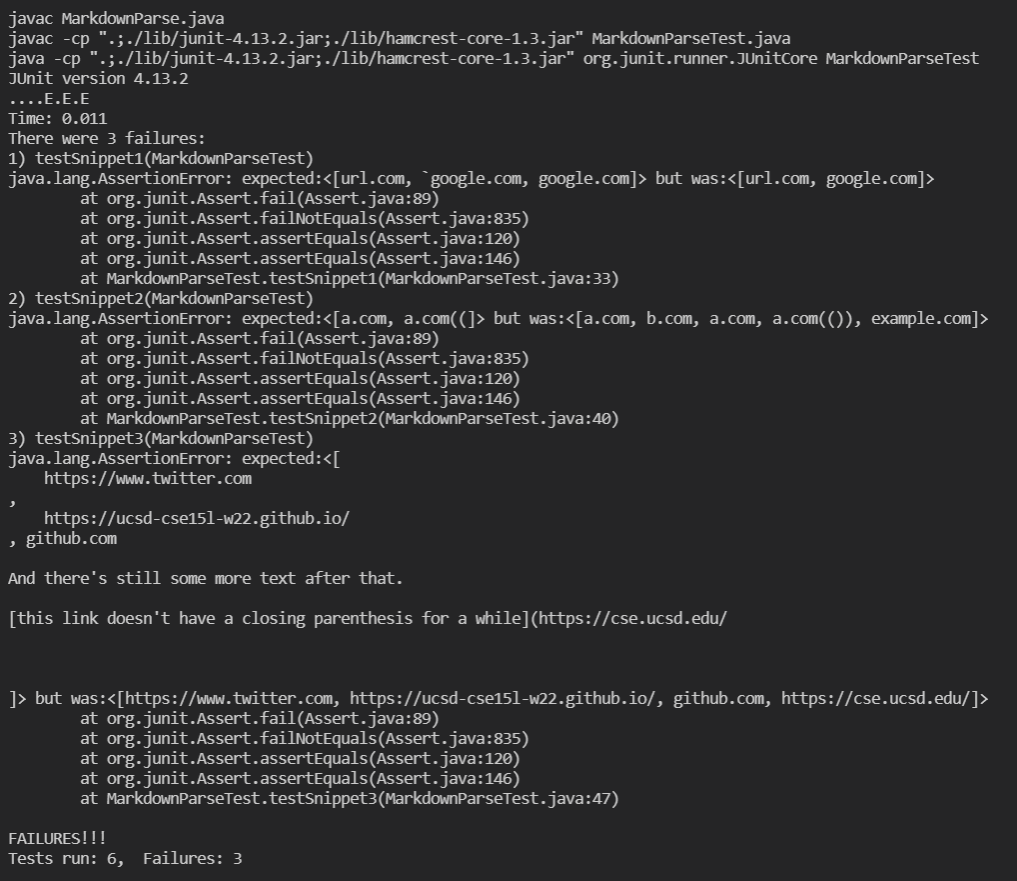 javac MarkdownParse.java
javac -cp ".;./lib/junit-4.13.2.jar;./lib/hamcrest-core-1.3.jar" MarkdownParseTest.java
java -cp ".;./lib/junit-4.13.2.jar;./lib/hamcrest-core-1.3.jar" org.junit.runner.JUnitCore MarkdownParseTest
JUnit version 4.13.2
....E.E.E
Time: 0.011
There were 3 failures:
1) testSnippet1(MarkdownParseTest)
java.lang.AssertionError: expected:<[url.com, `google.com, google.com]> but was:<[url.com, google.com]>
        at org.junit.Assert.fail(Assert.java:89)
        at org.junit.Assert.failNotEquals(Assert.java:835)
        at org.junit.Assert.assertEquals(Assert.java:120)
        at org.junit.Assert.assertEquals(Assert.java:146)
        at MarkdownParseTest.testSnippet1(MarkdownParseTest.java:33)
2) testSnippet2(MarkdownParseTest)
java.lang.AssertionError: expected:<[a.com, a.com((]> but was:<[a.com, b.com, a.com, a.com(()), example.com]>
        at org.junit.Assert.fail(Assert.java:89)
        at org.junit.Assert.failNotEquals(Assert.java:835)
        at org.junit.Assert.assertEquals(Assert.java:120)
        at org.junit.Assert.assertEquals(Assert.java:146)
        at MarkdownParseTest.testSnippet2(MarkdownParseTest.java:40)
3) testSnippet3(MarkdownParseTest)
java.lang.AssertionError: expected:<[
    https://www.twitter.com
,
    https://ucsd-cse15l-w22.github.io/
, github.com

And there's still some more text after that.

[this link doesn't have a closing parenthesis for a while](https://cse.ucsd.edu/



]> but was:<[https://www.twitter.com, https://ucsd-cse15l-w22.github.io/, github.com, https://cse.ucsd.edu/]>
        at org.junit.Assert.fail(Assert.java:89)
        at org.junit.Assert.failNotEquals(Assert.java:835)
        at org.junit.Assert.assertEquals(Assert.java:120)
        at org.junit.Assert.assertEquals(Assert.java:146)
        at MarkdownParseTest.testSnippet3(MarkdownParseTest.java:47)

FAILURES!!!
Tests run: 6,  Failures: 3